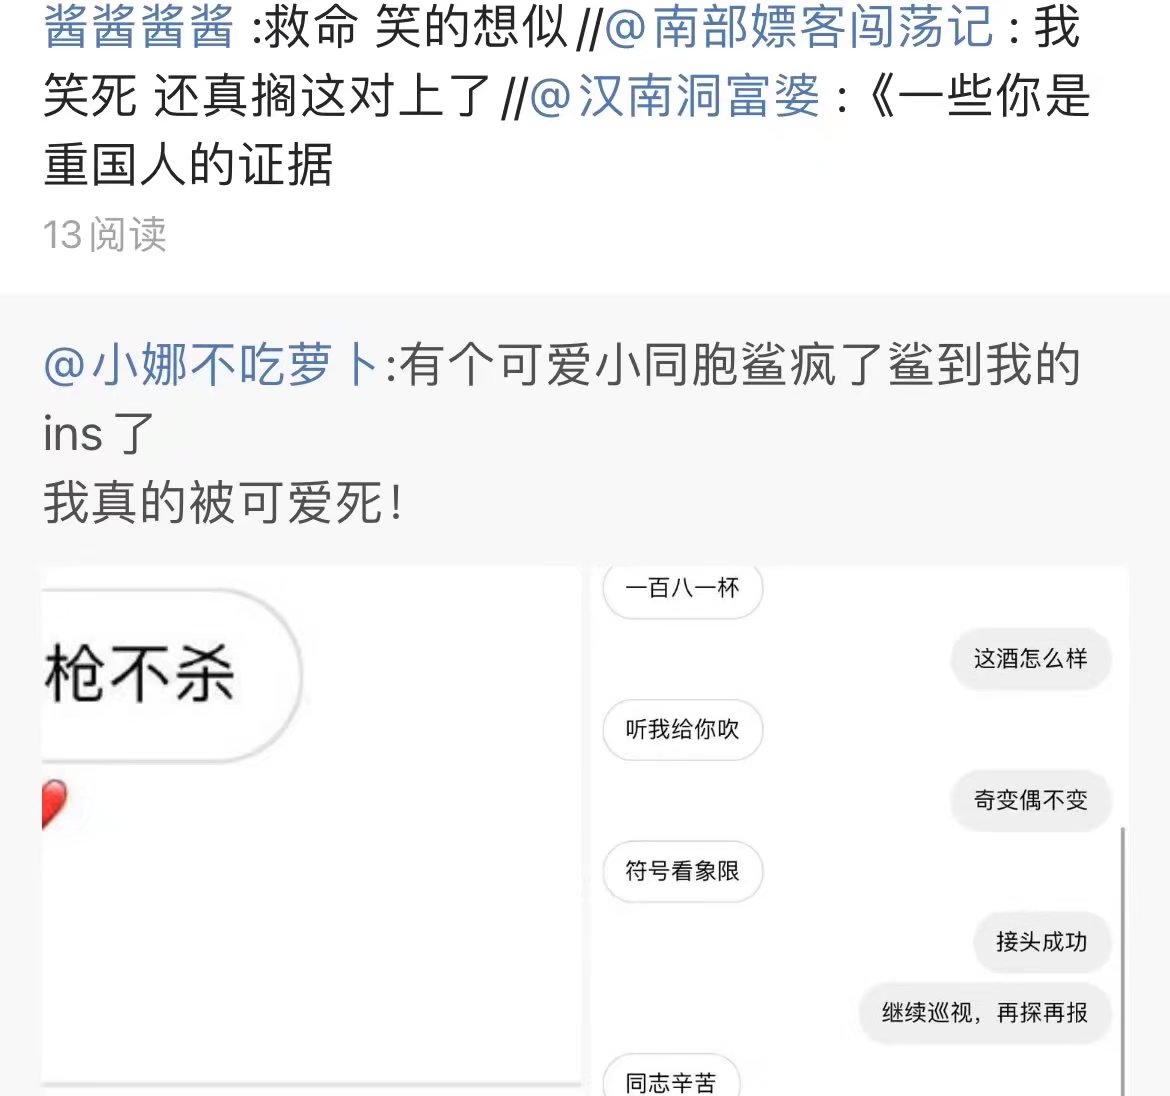 酱酱酱酱 :救命 笑的想似//@南部嫖客闯荡记 : 我
笑死 还真搁这对上了//@汉南洞富婆 :《一些你是
重国人的证据
13阅读
@小娜不吃萝卜:有个可爱小同胞鲨疯了鲨到我的
ins 了
我真的被可爱死！
枪不杀
一百八一杯
这酒怎么样
听我给你吹
奇变偶不变
符号看象限
接头成功
继续巡视，再探再报
同志辛苦